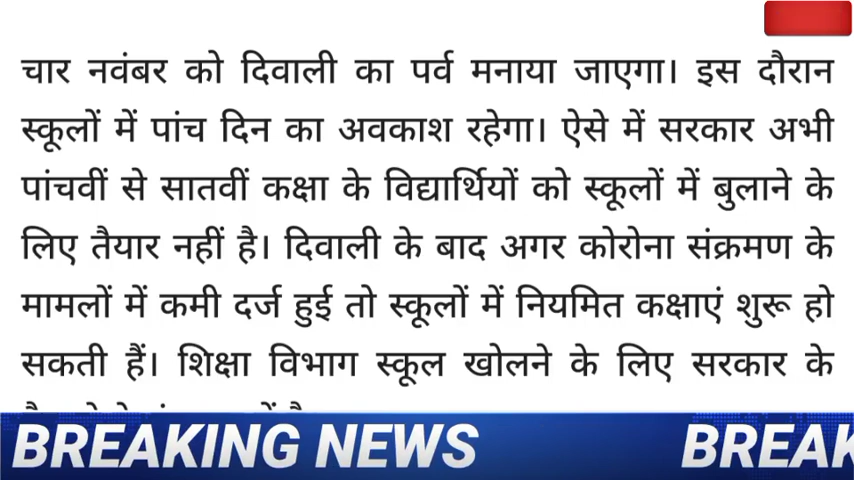 चार नवंबर को दिवाली का पर्व मनाया जाएगा। इस दौरान
स्कूलों में पांच दिन का अवकाश रहेगा। ऐसे में सरकार अभी
पांचवीं से सातवीं कक्षा के विद्यार्थियों को स्कूलों में बुलाने के
लिए तैयार नहीं है। दिवाली के बाद अगर कोरोना संक्रमण के
मामलों में कमी दर्ज हुई तो स्कूलों में नियमित कक्षाएं शुरू हो
सकती हैं। शिक्षा विभाग स्कूल खोलने के लिए सरकार के
BREAKING NEWS BREAK